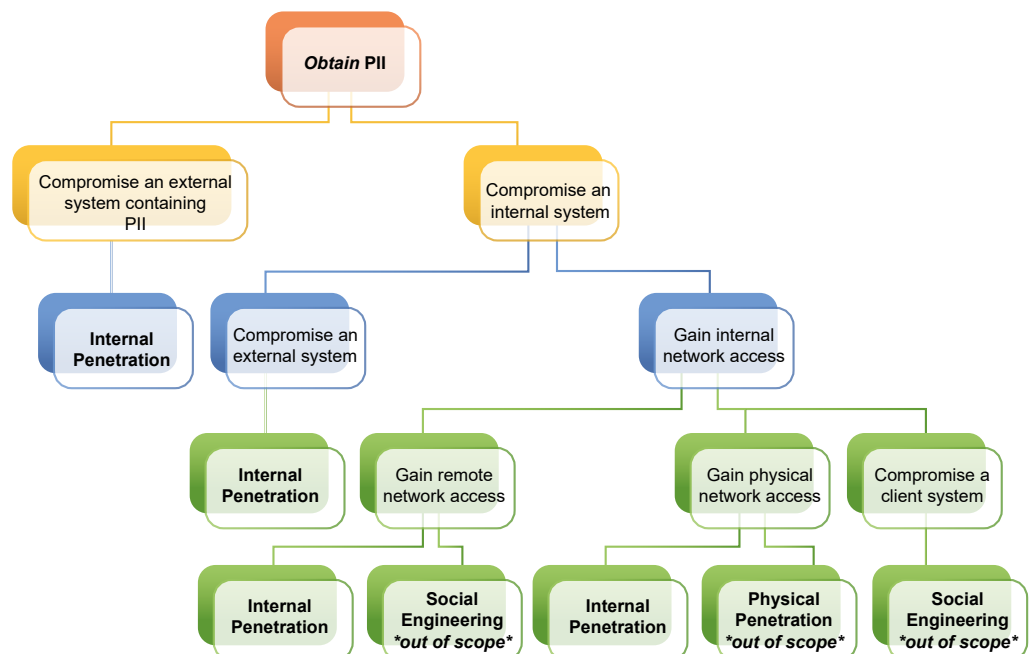 Obtain PII
Compromise an external
system containing
PII
Compromise an
internal system
Internal
Penetration
Compromise an
external system
Gain internal
network access
Internal
Penetration
Gain remote
network access
Gain physical
network access
Compromise a
client system
Internal
Penetration
Social
Engineering
*out of scope*
Internal
Penetration
Physical
Penetration
*out of scope*
Social
Engineering
*out of scope*